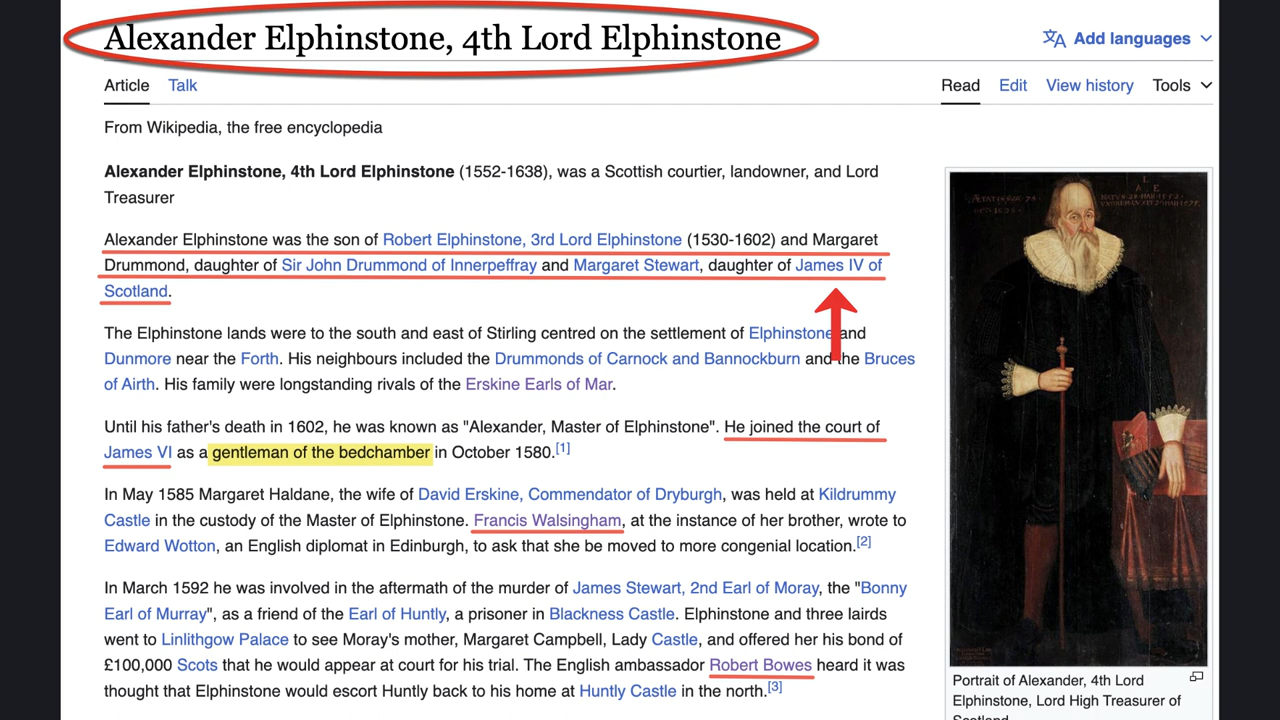 Alexander Elphinstone, 4th Lord Elphinstone
Add languages
Article Talk
Read Edit View history Tools
From Wikipedia, the free encyclopedia
Alexander Elphinstone, 4th Lord Elphinstone (1552-1638), was a Scottish courtier, landowner, and Lord
Treasurer
Alexander Elphinstone was the son of Robert Elphinstone, 3rd Lord Elphinstone (1530-1602) and Margaret
Drummond, daughter of Sir John Drummond of Innerpeffray and Margaret Stewart, daughter of James IV of
Scotland.
The Elphinstone lands were to the south and east of Stirling centred on the settlement of Elphinstone and
Dunmore near the Forth. His neighbours included the Drummonds of Carnock and Bannockburn and the Bruces
of Airth. His family were longstanding rivals of the Erskine Earls of Mar.
Until his father's death in 1602, he was known as "Alexander, Master of Elphinstone". He joined the court of
James VI as a gentleman of the bedchamber in October 1580.[1]
In May 1585 Margaret Haldane, the wife of David Erskine, Commendator of Dryburgh, was held at Kildrummy
Castle in the custody of the Master of Elphinstone. Francis Walsingham, at the instance of her brother, wrote to
Edward Wotton, an English diplomat in Edinburgh, to ask that she be moved to more congenial location.[2]
In March 1592 he was involved in the aftermath of the murder of James Stewart, 2nd Earl of Moray, the "Bonny
Earl of Murray", as a friend of the Earl of Huntly, a prisoner in Blackness Castle. Elphinstone and three lairds
went to Linlithgow Palace to see Moray's mother, Margaret Campbell, Lady Castle, and offered her his bond of
£100,000 Scots that he would appear at court for his trial. The English ambassador Robert Bowes heard it was
thought that Elphinstone would escort Huntly back to his home at Huntly Castle in the north.[3]
Portrait of Alexander, 4th Lord
Elphinstone, Lord High Treasurer of
Scotland